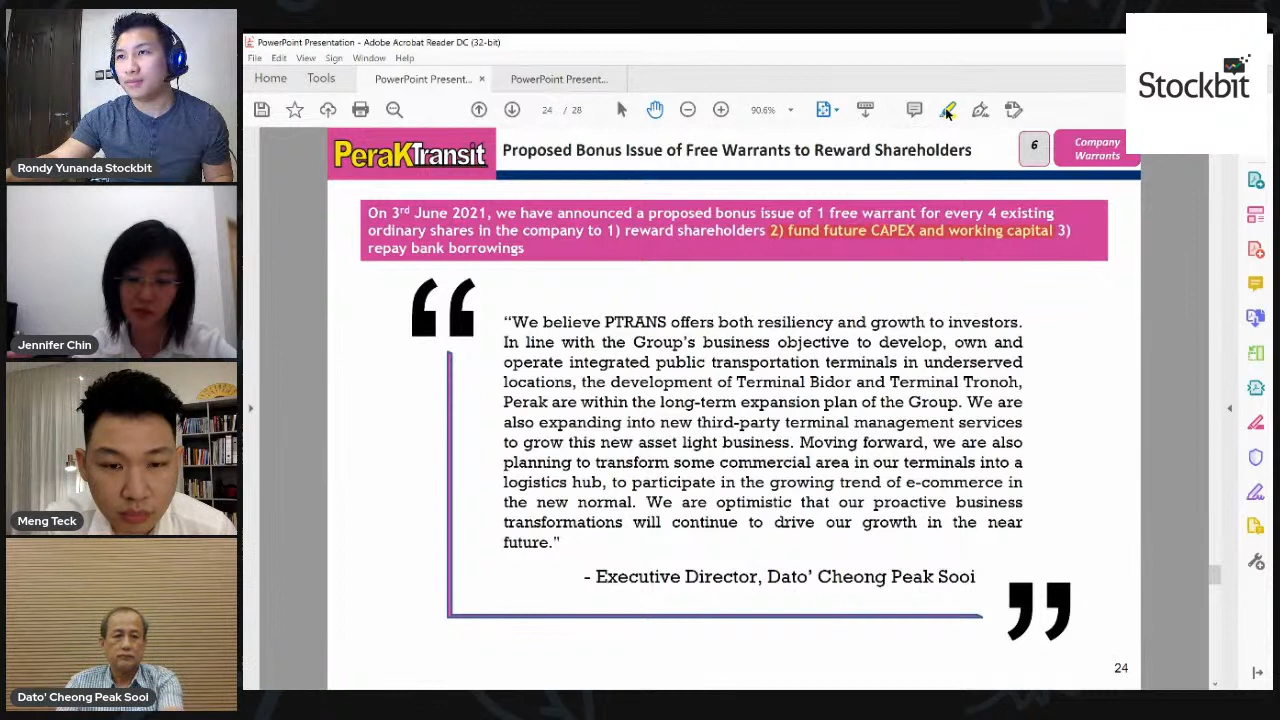 Rondy Yunanda Stockbit
Jennifer Chin
Meng Teck
Dato' Cheong Peak Sooi
PowerPoint Presentation - Adobe Acrobat Reader DC (32-bit)
File Edit View Sign Window Help
Home Tools PowerPoint Present... × PowerPoint Present...
24 / 28 90.6%
Stockbit
PeraKTransit
Proposed Bonus Issue of Free Warrants to Reward Shareholders
6
Company
Warrants
On 3rd June 2021, we have announced a proposed bonus issue of 1 free warrant for every 4 existing
ordinary shares in the company to 1) reward shareholders 2) fund future CAPEX and working capital 3)
repay bank borrowings
“We believe PTRANS offers both resiliency and growth to investors.
In line with the Group’s business objective to develop, own and
operate integrated public transportation terminals in underserved
locations, the development of Terminal Bidor and Terminal Tronoh,
Perak are within the long-term expansion plan of the Group. We are
also expanding into new third-party terminal management services
to grow this new asset light business. Moving forward, we are also
planning to transform some commercial area in our terminals into a
logistics hub, to participate in the growing trend of e-commerce in
the new normal. We are optimistic that our proactive business
transformations will continue to drive our growth in the near
future.”
- Executive Director, Dato’ Cheong Peak Sooi
24